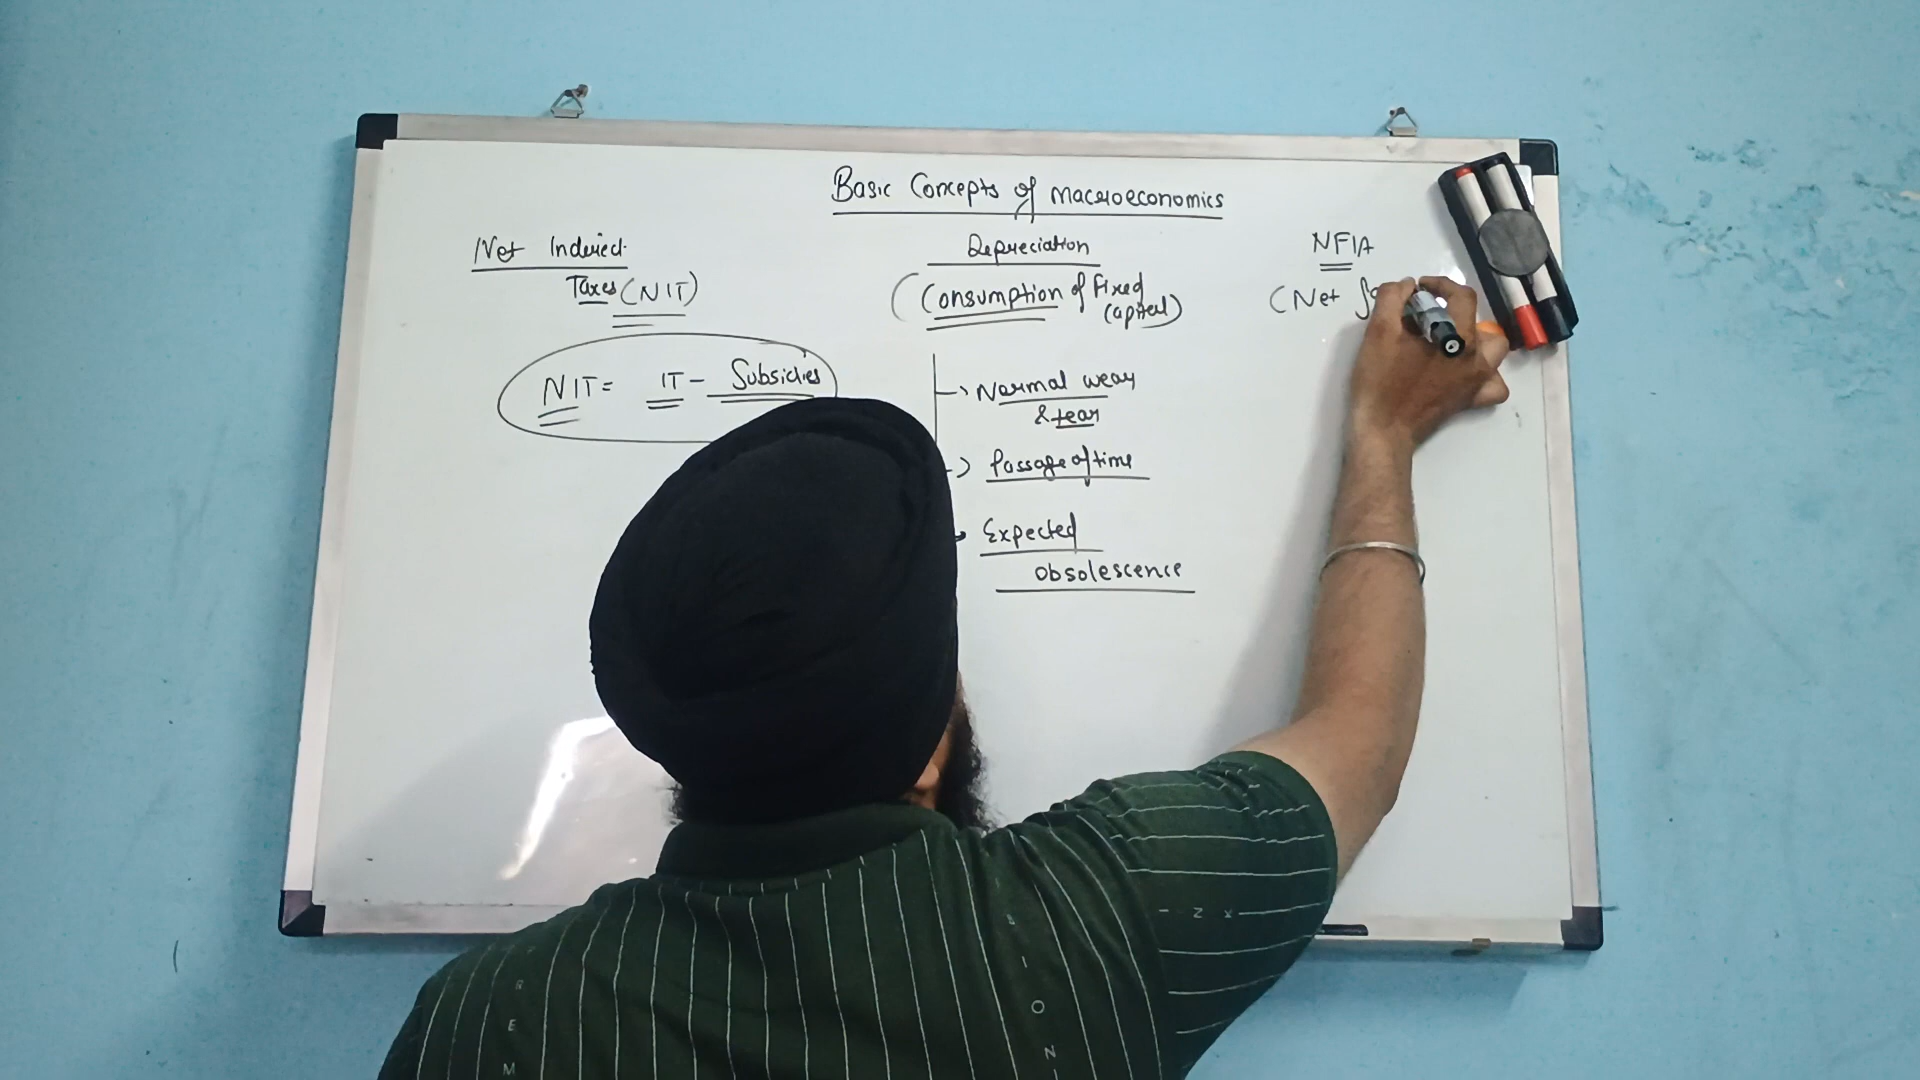 Basic Concepts of Macroeconomics
Net Indirect
Taxes (NIT)
NIT = IT - Subsidies
Depreciation
(Consumption of Fixed
Capital)
-> Normal wear
& tear
-> Passage of time
Expected
obsolescence
NFIA
(Net